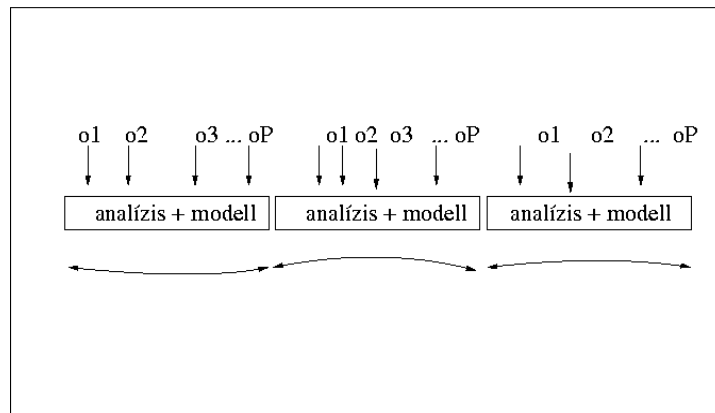 o1 o2 o3 ... oP o1 o2 o3 ... oP o1 o2 ... oP
analízis + modell analízis + modell analízis + modell